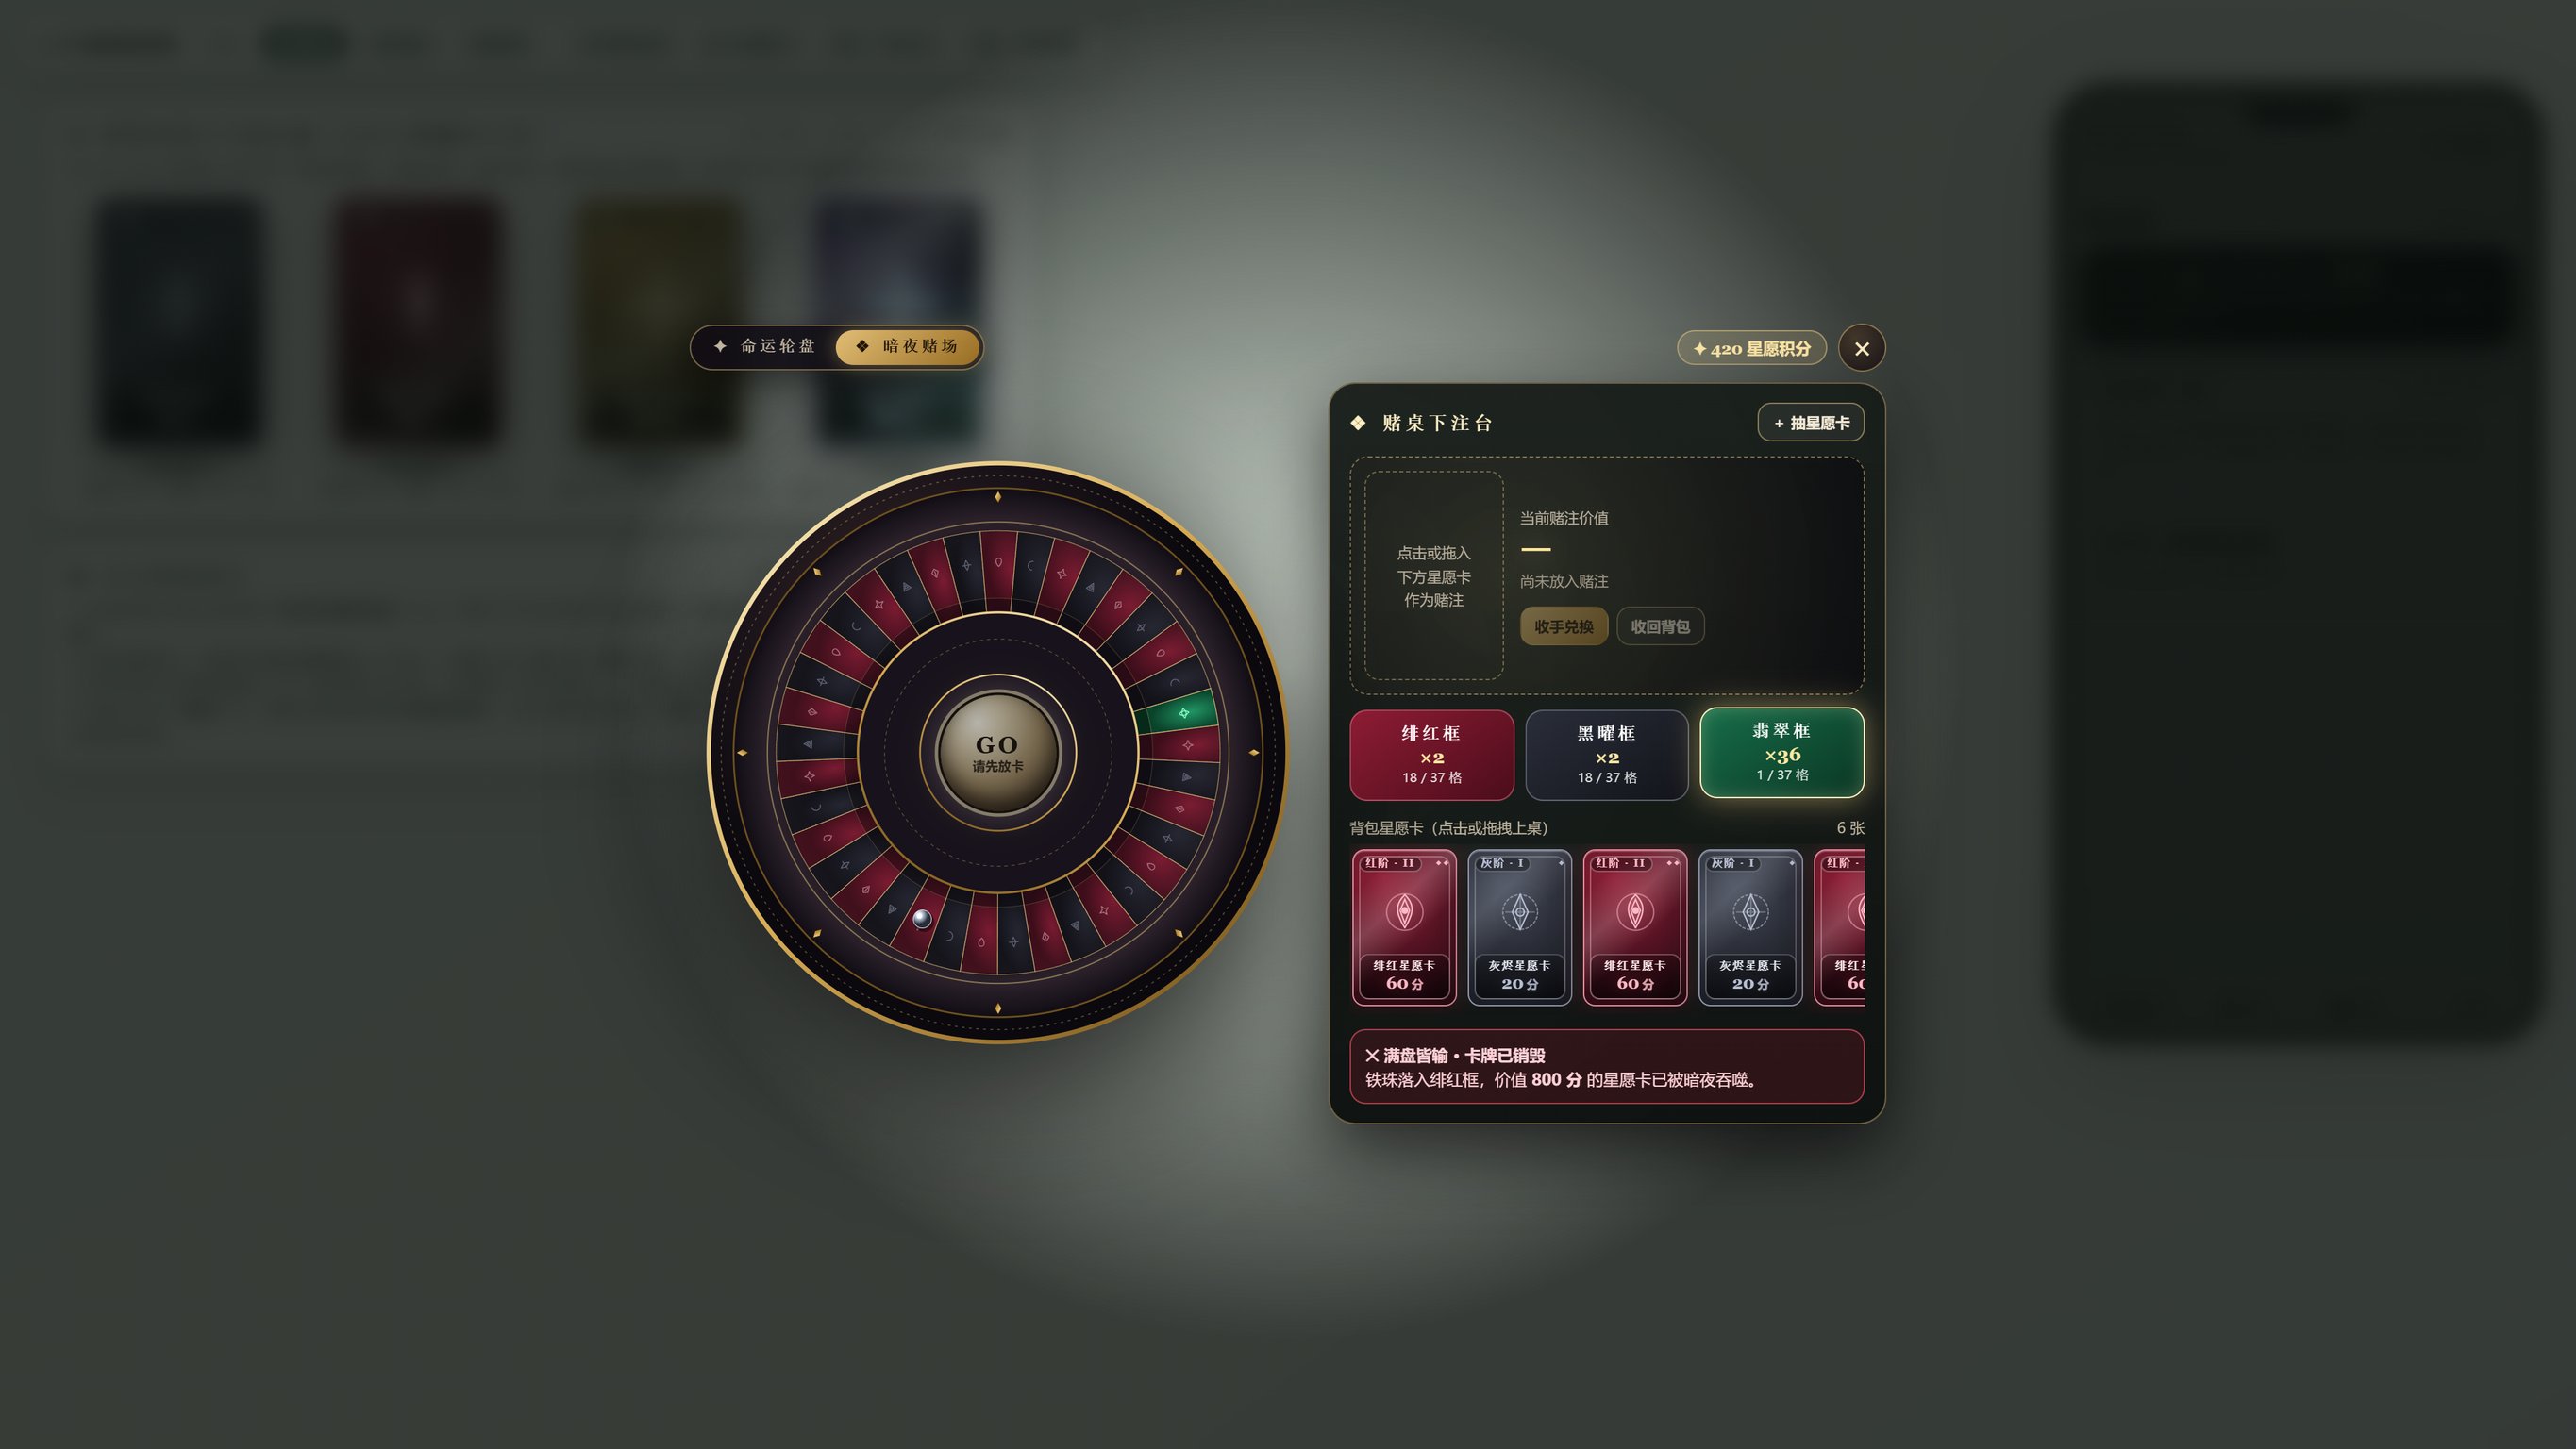 ✦ 命运轮盘
❖ 暗夜赌场
✦ 420 星愿积分
✕
❖ 赌桌下注台
+ 抽星愿卡
点击或拖入
下方星愿卡
作为赌注
当前赌注价值
—
尚未放入赌注
收手兑换
收回背包
GO
请先放卡
绯红框
×2
18 / 37 格
黑曜框
×2
18 / 37 格
翡翠框
×36
1 / 37 格
背包星愿卡（点击或拖拽上桌）
6 张
红阶 · II
绯红星愿卡
60 分
灰阶 · I
灰烬星愿卡
20 分
红阶 · II
绯红星愿卡
60 分
灰阶 · I
灰烬星愿卡
20 分
红阶 ·
绯红
✕ 满盘皆输 · 卡牌已销毁
铁珠落入绯红框，价值 800 分 的星愿卡已被暗夜吞噬。